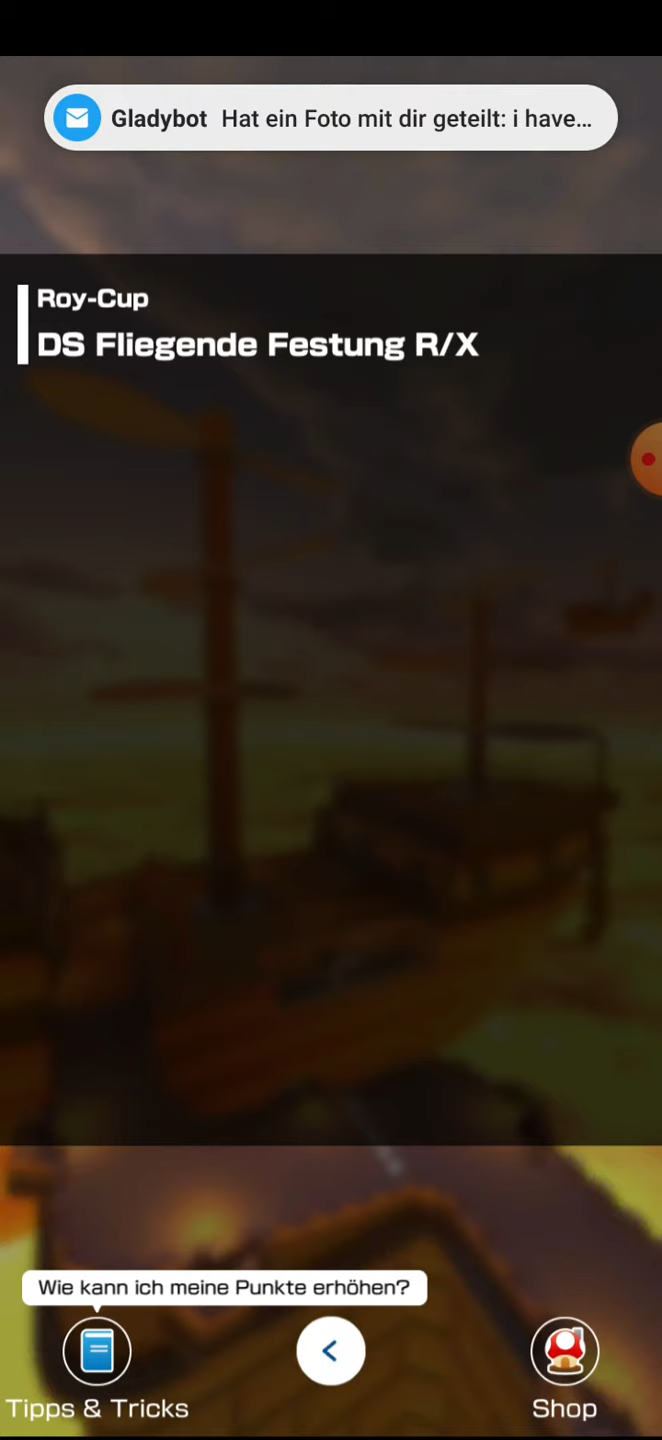 Gladybot Hat ein Foto mit dir geteilt: i have...
Roy-Cup
DS Fliegende Festung R/X
Wie kann ich meine Punkte erhöhen?
Tipps & Tricks
Shop